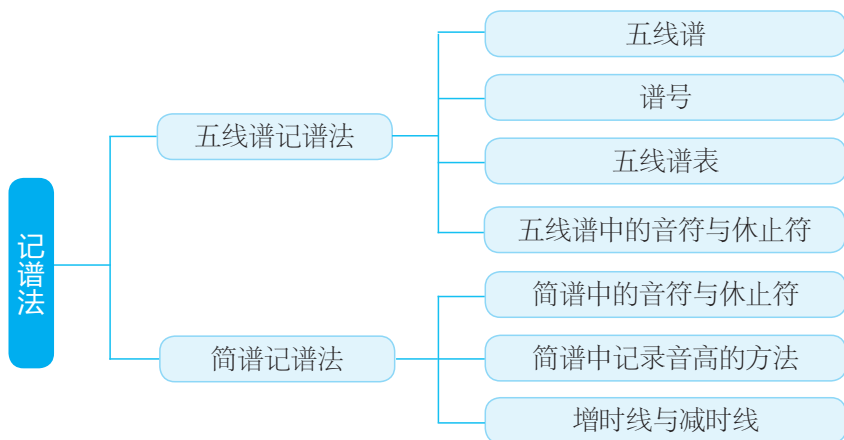 记谱法
五线谱记谱法
五线谱
谱号
五线谱表
五线谱中的音符与休止符
简谱记谱法
简谱中的音符与休止符
简谱中记录音高的方法
增时线与减时线